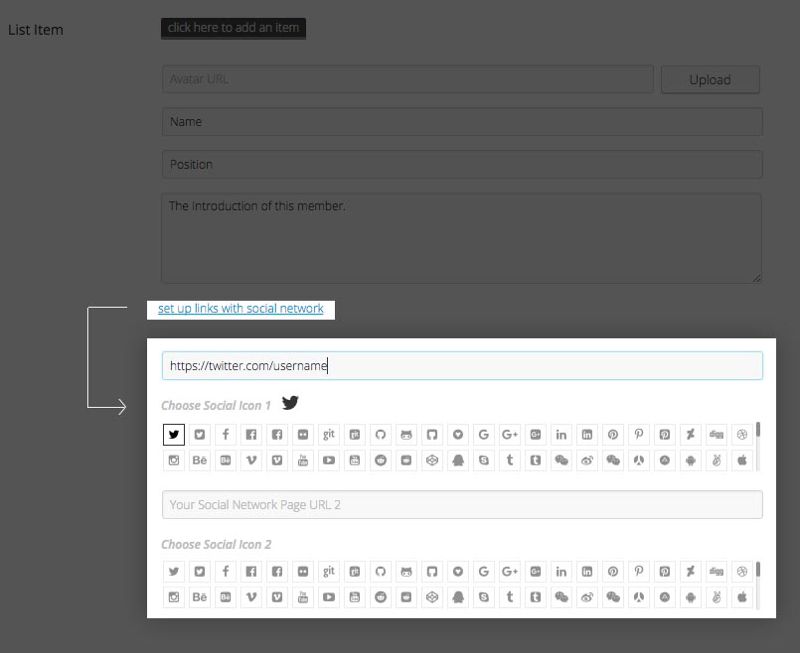 List Item
click here to add an item
Avatar URL
Upload
Name
Position
The Introduction of this member.
set up links with social network
https://twitter.com/username
Choose Social Icon 1
Your Social Network Page URL 2
Choose Social Icon 2